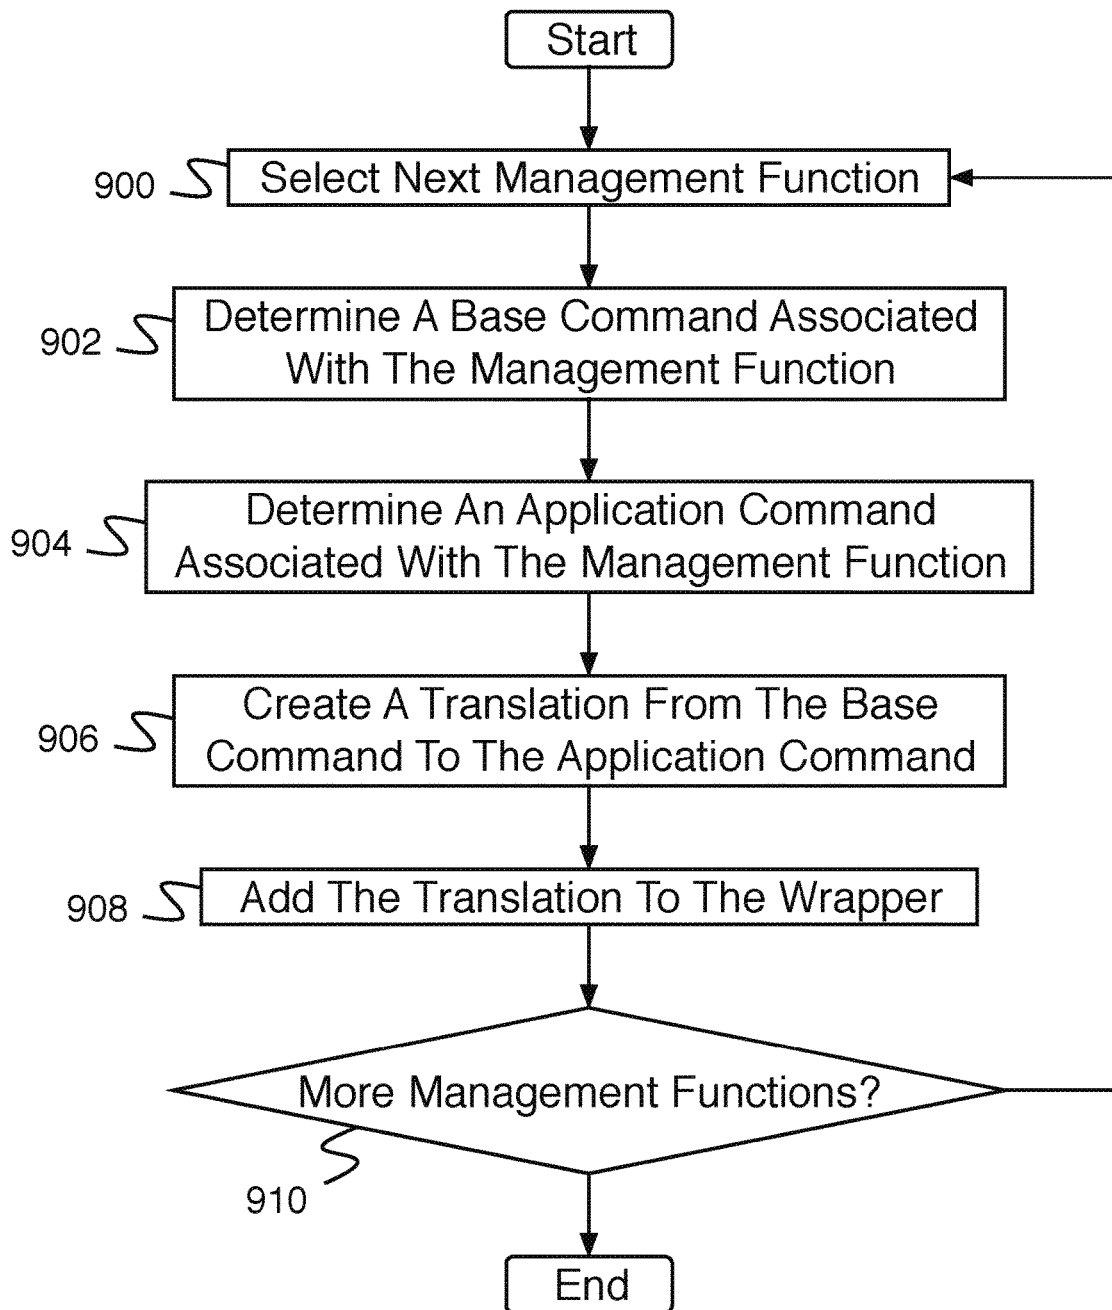 Start
900
Select Next Management Function
902
Determine A Base Command Associated
With The Management Function
904
Determine An Application Command
Associated With The Management Function
906
Create A Translation From The Base
Command To The Application Command
908
Add The Translation To The Wrapper
More Management Functions?
910
End